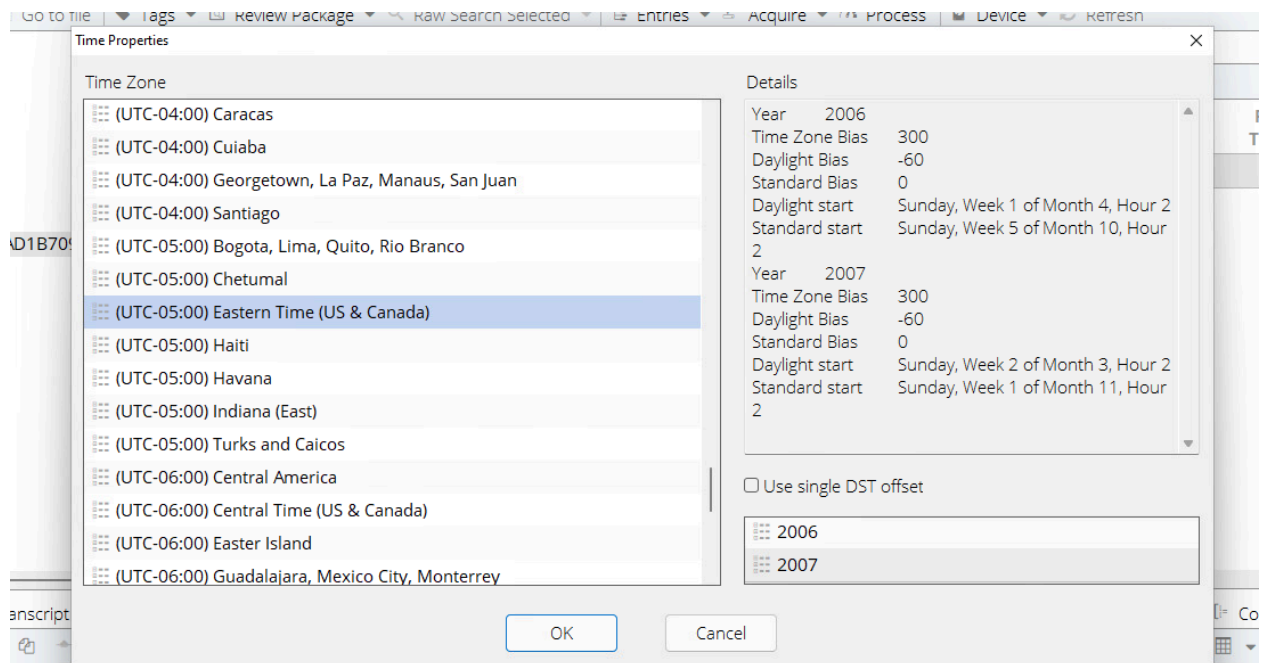 Go to file Tags Review Package Raw Search Selected Entries Acquire Process Device Refresh
Time Properties
Time Zone
(UTC-04:00) Caracas
(UTC-04:00) Cuiaba
(UTC-04:00) Georgetown, La Paz, Manaus, San Juan
(UTC-04:00) Santiago
(UTC-05:00) Bogota, Lima, Quito, Rio Branco
(UTC-05:00) Chetumal
(UTC-05:00) Eastern Time (US & Canada)
(UTC-05:00) Haiti
(UTC-05:00) Havana
(UTC-05:00) Indiana (East)
(UTC-05:00) Turks and Caicos
(UTC-06:00) Central America
(UTC-06:00) Central Time (US & Canada)
(UTC-06:00) Easter Island
(UTC-06:00) Guadalajara, Mexico City, Monterrey
Details
Year 2006
Time Zone Bias 300
Daylight Bias -60
Standard Bias 0
Daylight start Sunday, Week 1 of Month 4, Hour 2
Standard start Sunday, Week 5 of Month 10, Hour
2
Year 2007
Time Zone Bias 300
Daylight Bias -60
Standard Bias 0
Daylight start Sunday, Week 2 of Month 3, Hour 2
Standard start Sunday, Week 1 of Month 11, Hour
2
Use single DST offset
2006
2007
OK Cancel
AD1B709
anscript
Co